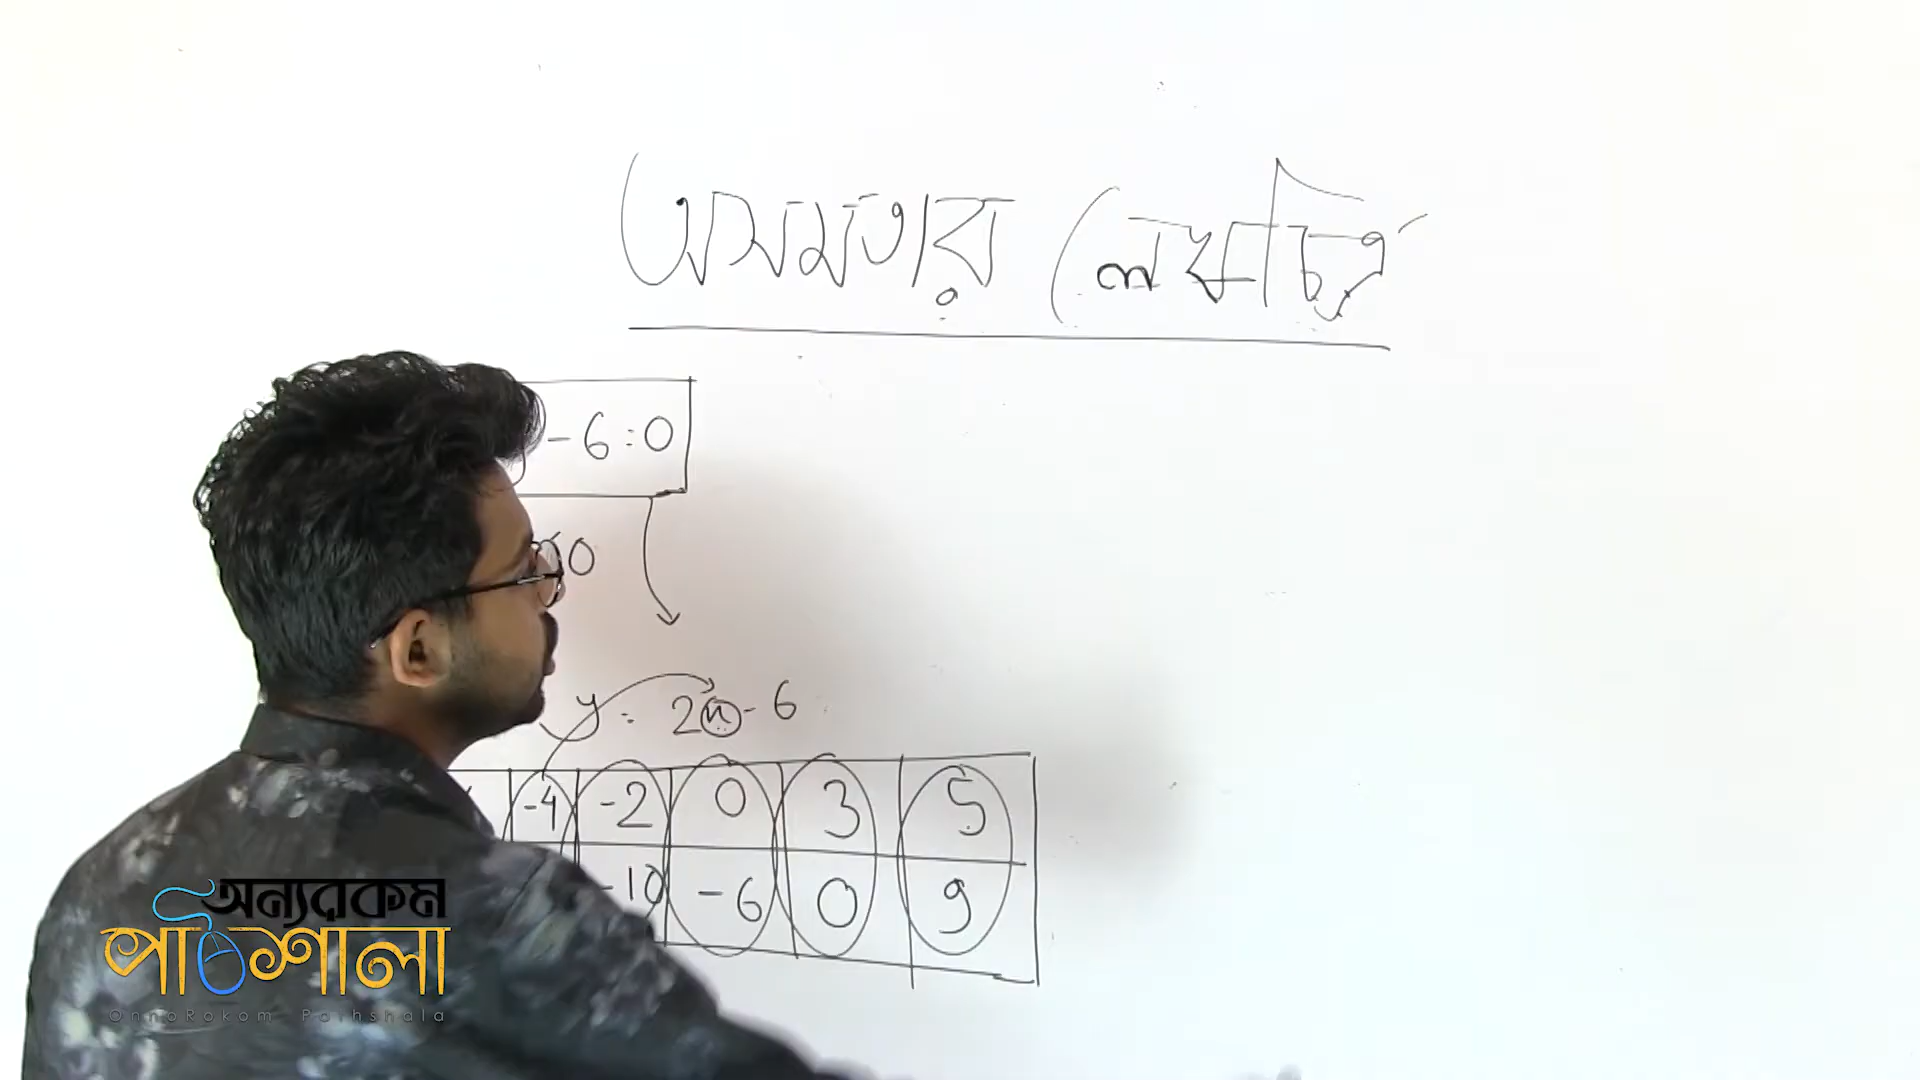 অসমতার লেখচিত্র
- 6 = 0
0
y = 2x - 6
-4 -2 0 3 5
-10 -6 0 9
অন্যরকম
পাঠশালা
OnnoRokom Pathshala